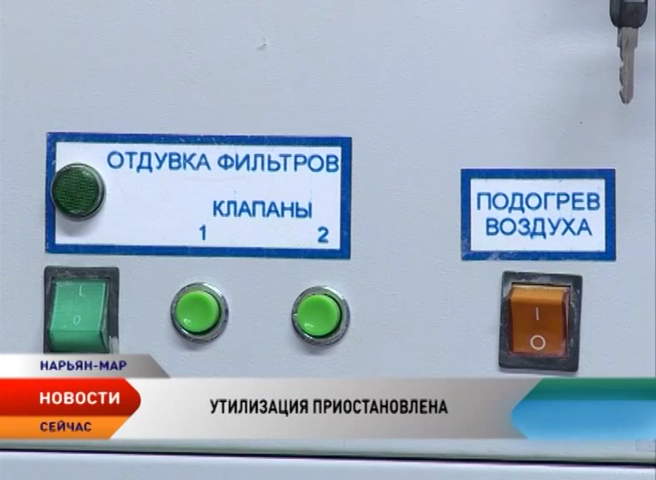 ОТДУВКА ФИЛЬТРОВ
КЛАПАНЫ
1 2
ПОДОГРЕВ
ВОЗДУХА
НАРЬЯН-МАР
НОВОСТИ
СЕЙЧАС
УТИЛИЗАЦИЯ ПРИОСТАНОВЛЕНА